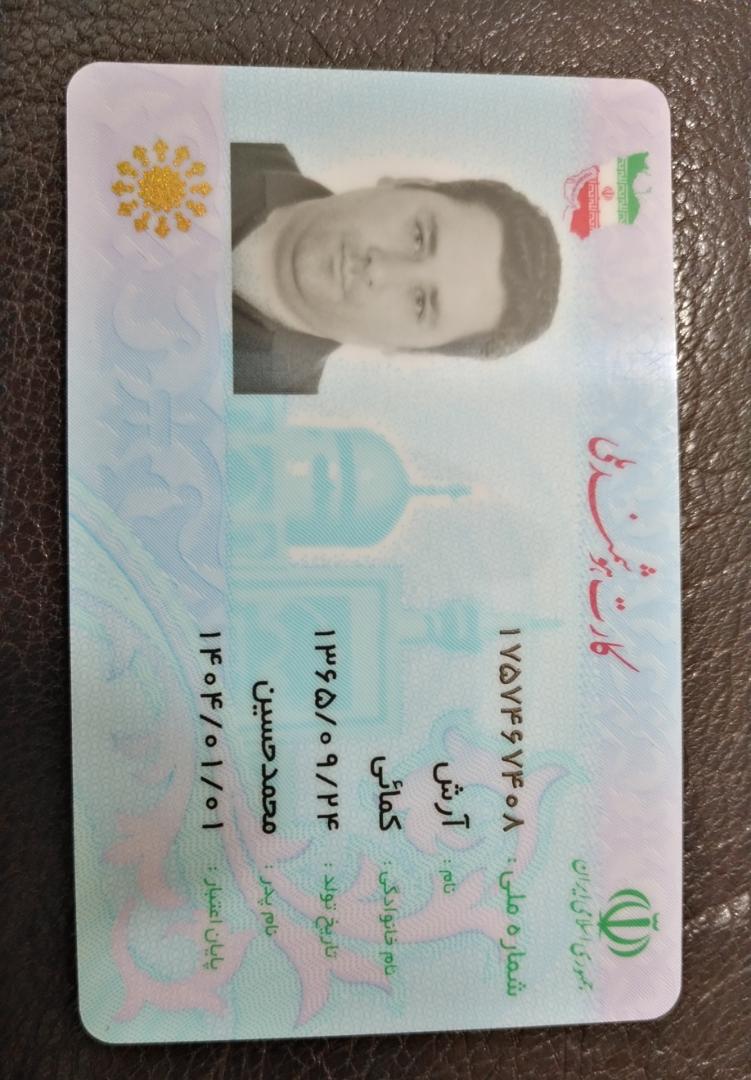 جمهوری اسلامی ایران
کارت هوشمند ملی
شماره ملی: ۱۷۵۷۴۶۷۴۰۸
نام: آرش
نام خانوادگی: کمائی
تاریخ تولد: ۱۳۶۵/۰۹/۲۴
نام پدر: محمدحسین
پایان اعتبار: ۱۴۰۴/۰۱/۰۱